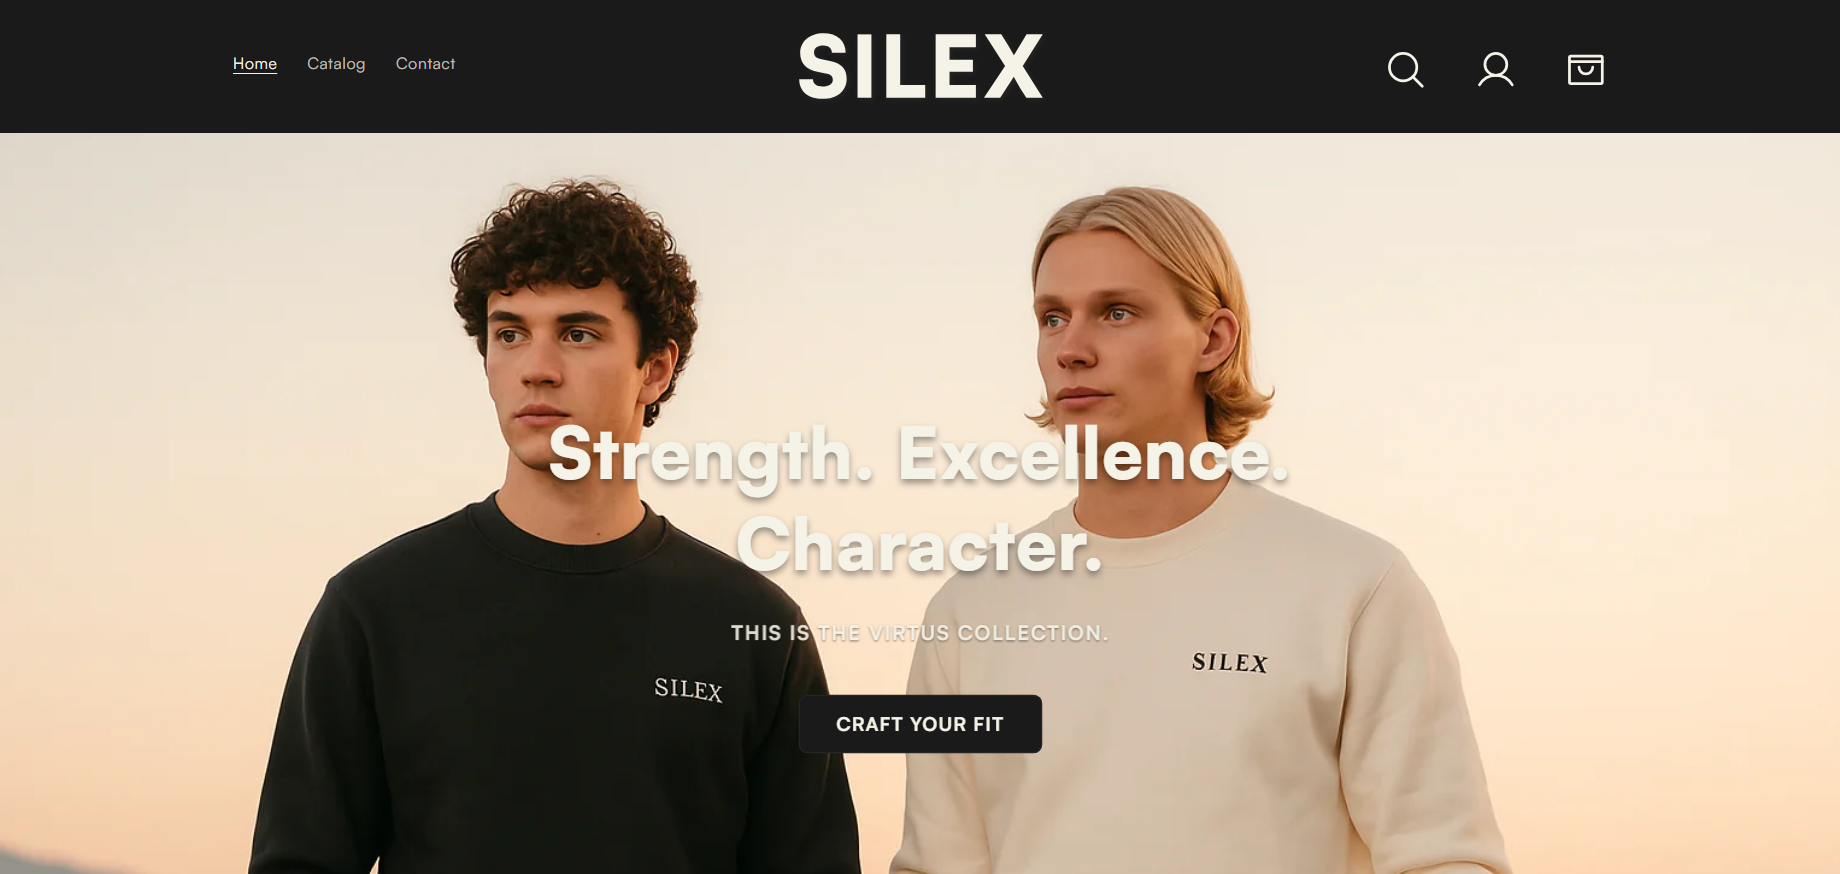 Home Catalog Contact
SILEX
Strength. Excellence.
Character.
THIS IS THE VIRTUS COLLECTION.
SILEX
SILEX
CRAFT YOUR FIT